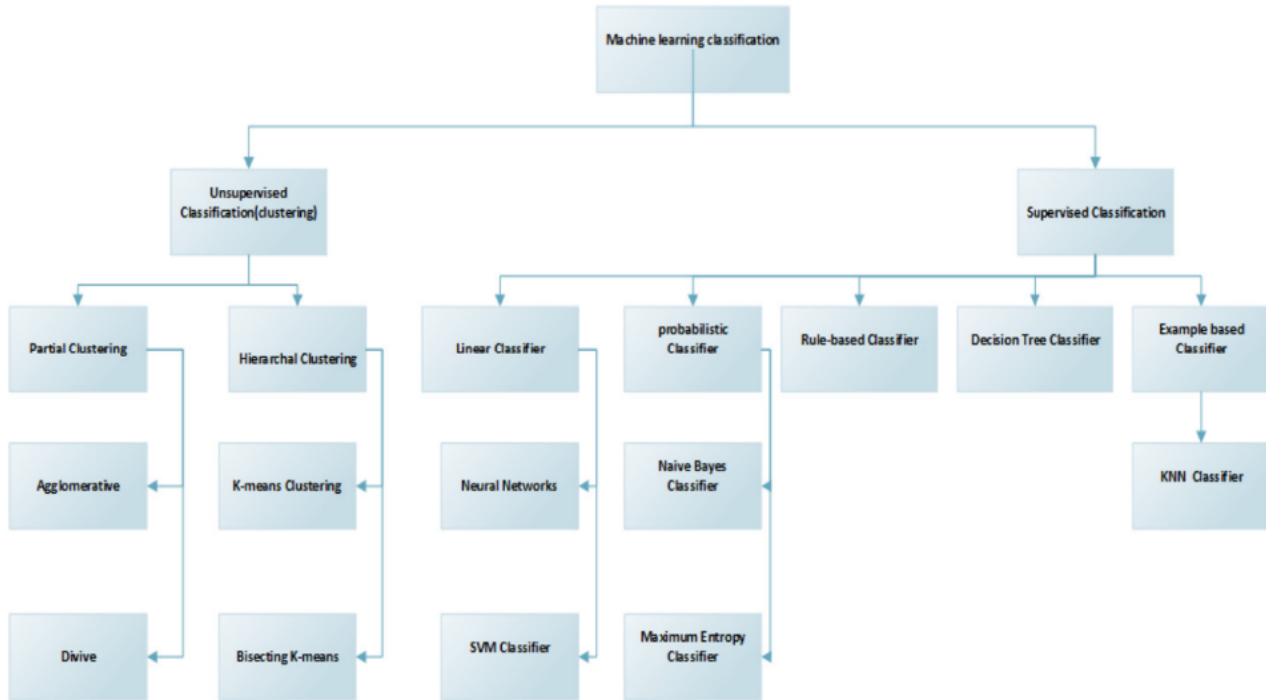 Machine learning classification
Unsupervised
Classification(clustering)
Supervised Classification
Partial Clustering
Hierarchal Clustering
Linear Classifier
probabilistic
Classifier
Rule-based Classifier
Decision Tree Classifier
Example based
Classifier
Agglomerative
K-means Clustering
Neural Networks
Naive Bayes
Classifier
KNN Classifier
Divive
Bisecting K-means
SVM Classifier
Maximum Entropy
Classifier